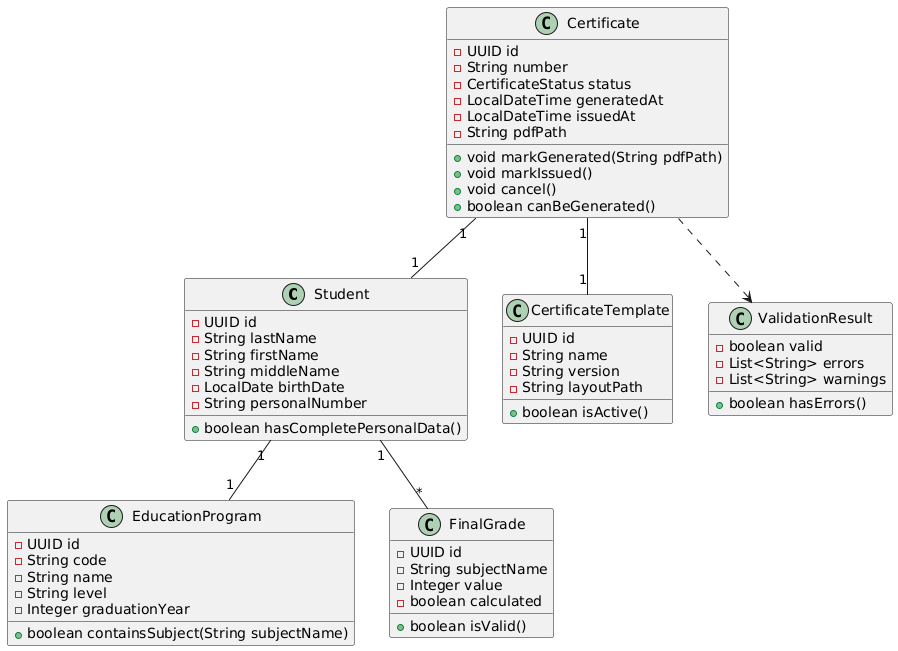 C Certificate
UUID id
String number
CertificateStatus status
LocalDateTime generatedAt
LocalDateTime issuedAt
String pdfPath
void markGenerated(String pdfPath)
void markIssued()
void cancel()
boolean canBeGenerated()
1
1
1
1
C Student
UUID id
String lastName
String firstName
String middleName
LocalDate birthDate
String personalNumber
boolean hasCompletePersonalData()
C CertificateTemplate
UUID id
String name
String version
String layoutPath
boolean isActive()
C ValidationResult
boolean valid
List<String> errors
List<String> warnings
boolean hasErrors()
1
1
1
*
C EducationProgram
UUID id
String code
String name
String level
Integer graduationYear
boolean containsSubject(String subjectName)
C FinalGrade
UUID id
String subjectName
Integer value
boolean calculated
boolean isValid()